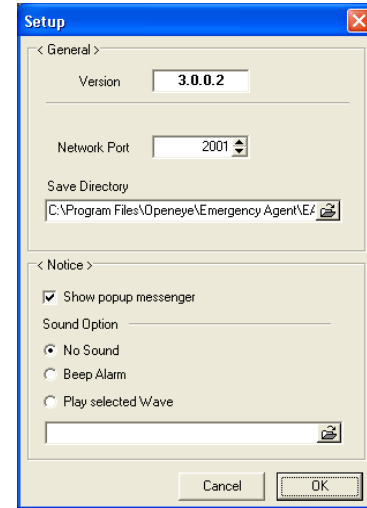 Setup
< General >
Version 3.0.0.2
Network Port 2001
Save Directory
C:\Program Files\Openeye\Emergency Agent\EA
< Notice >
Show popup messenger
Sound Option
No Sound
Beep Alarm
Play selected Wave
Cancel OK